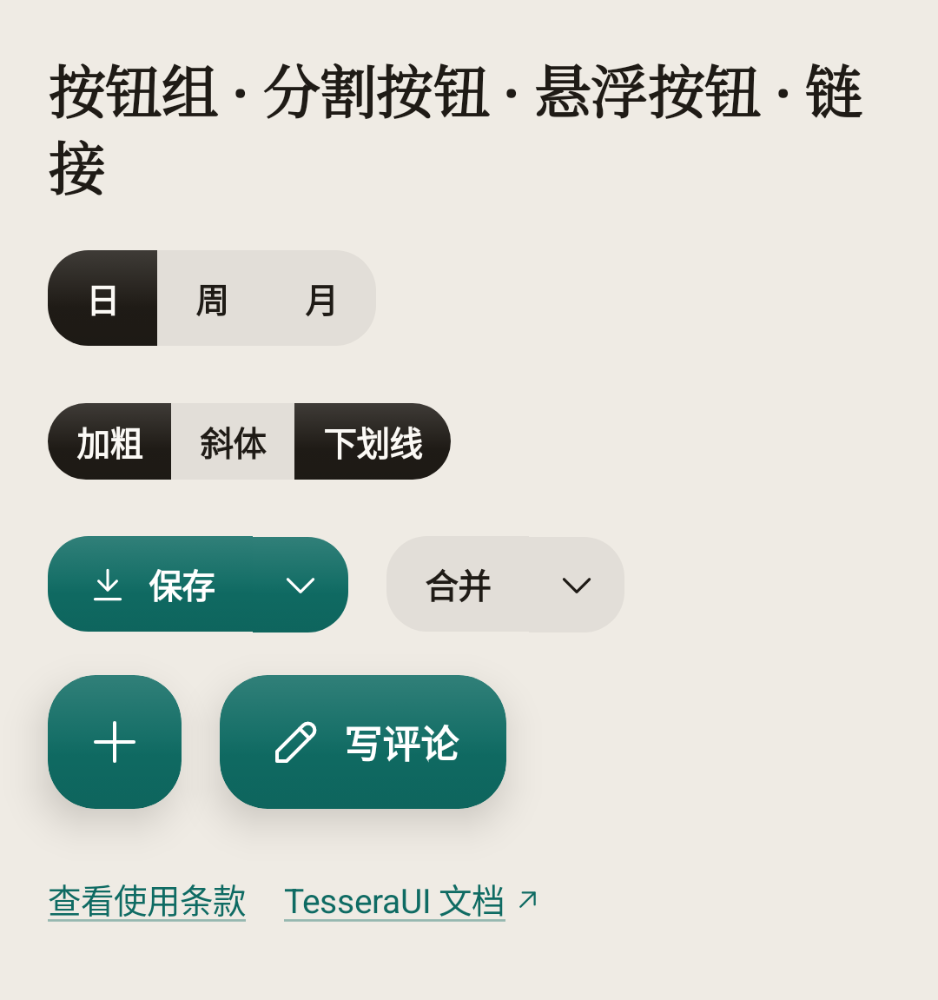 按钮组 · 分割按钮 · 悬浮按钮 · 链
接
日 周 月
加粗 斜体 下划线
保存 合并
写评论
查看使用条款 TesseraUI 文档